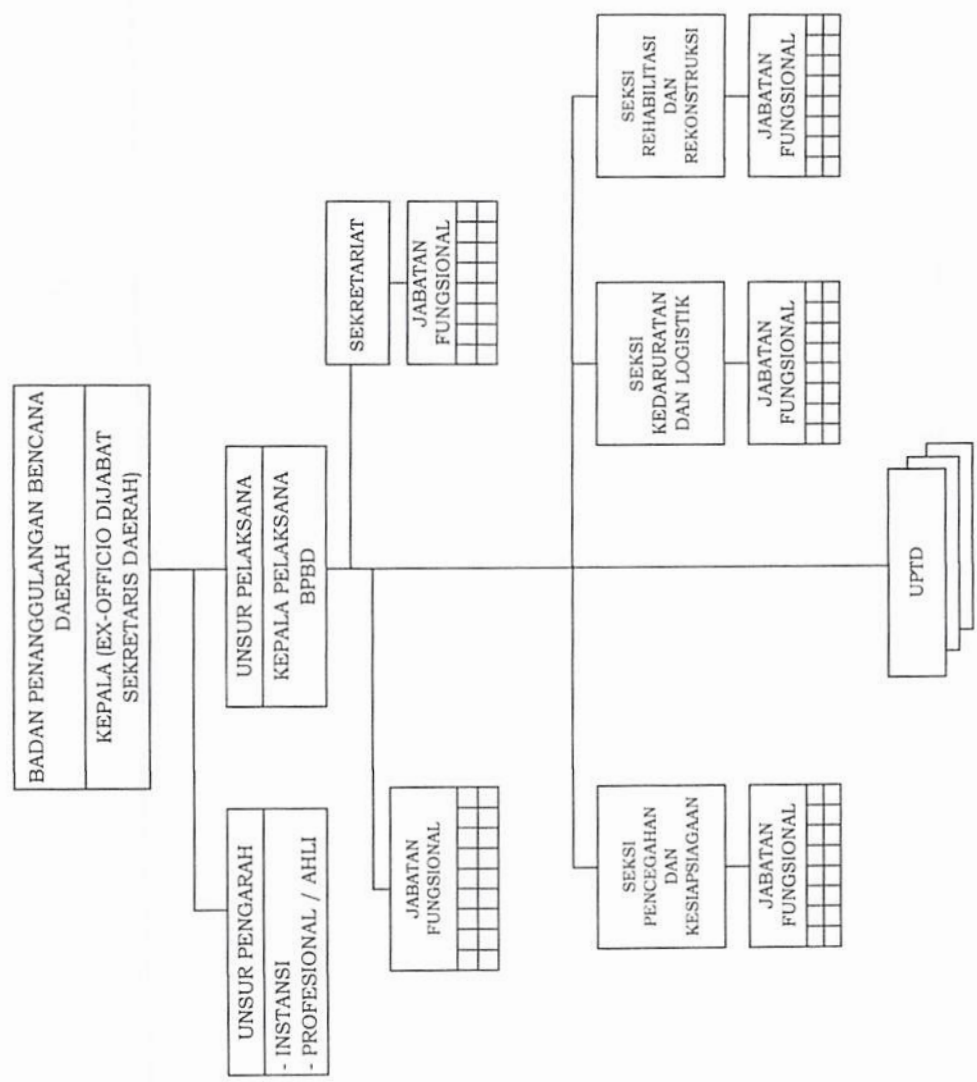 BADAN PENANGGULANGAN BENCANA
DAERAH
KEPALA (EX-OFFICIO DIJABAT
SEKRETARIS DAERAH)
UNSUR PENGARAH
- INSTANSI
- PROFESIONAL / AHLI
UNSUR PELAKSANA
KEPALA PELAKSANA
BPBD
SEKRETARIAT
JABATAN
FUNGSIONAL
JABATAN
FUNGSIONAL
SEKSI
PENCEGAHAN
DAN
KESIAPSIAGAAN
JABATAN
FUNGSIONAL
SEKSI
KEDARURATAN
DAN LOGISTIK
JABATAN
FUNGSIONAL
SEKSI
REHABILITASI
DAN
REKONSTRUKSI
JABATAN
FUNGSIONAL
UPTD